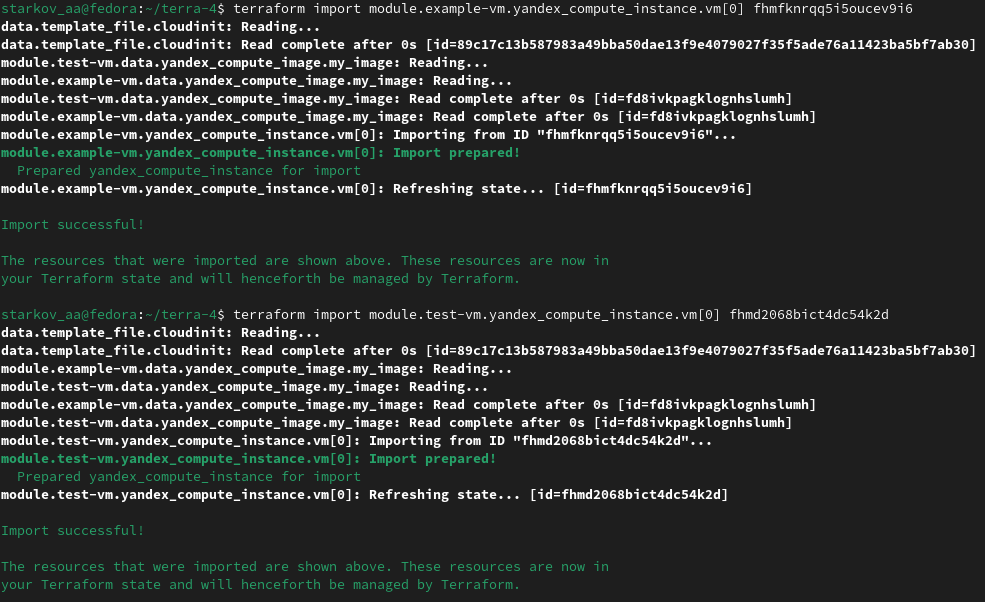 starkov_aa@fedora:~/terra-4$ terraform import module.example-vm.yandex_compute_instance.vm[0] fhmfknrqq5i5oucev9i6
data.template_file.cloudinit: Reading...
data.template_file.cloudinit: Read complete after 0s [id=89c17c13b587983a49bba50dae13f9e4079027f35f5ade76a11423ba5bf7ab30]
module.test-vm.data.yandex_compute_image.my_image: Reading...
module.example-vm.data.yandex_compute_image.my_image: Reading...
module.test-vm.data.yandex_compute_image.my_image: Read complete after 0s [id=fd8ivkpagklognhslumh]
module.example-vm.data.yandex_compute_image.my_image: Read complete after 0s [id=fd8ivkpagklognhslumh]
module.example-vm.yandex_compute_instance.vm[0]: Importing from ID "fhmfknrqq5i5oucev9i6"...
module.example-vm.yandex_compute_instance.vm[0]: Import prepared!
  Prepared yandex_compute_instance for import
module.example-vm.yandex_compute_instance.vm[0]: Refreshing state... [id=fhmfknrqq5i5oucev9i6]
Import successful!
The resources that were imported are shown above. These resources are now in
your Terraform state and will henceforth be managed by Terraform.
starkov_aa@fedora:~/terra-4$ terraform import module.test-vm.yandex_compute_instance.vm[0] fhmd2068bict4dc54k2d
data.template_file.cloudinit: Reading...
data.template_file.cloudinit: Read complete after 0s [id=89c17c13b587983a49bba50dae13f9e4079027f35f5ade76a11423ba5bf7ab30]
module.example-vm.data.yandex_compute_image.my_image: Reading...
module.test-vm.data.yandex_compute_image.my_image: Reading...
module.example-vm.data.yandex_compute_image.my_image: Read complete after 0s [id=fd8ivkpagklognhslumh]
module.test-vm.data.yandex_compute_image.my_image: Read complete after 0s [id=fd8ivkpagklognhslumh]
module.test-vm.yandex_compute_instance.vm[0]: Importing from ID "fhmd2068bict4dc54k2d"...
module.test-vm.yandex_compute_instance.vm[0]: Import prepared!
  Prepared yandex_compute_instance for import
module.test-vm.yandex_compute_instance.vm[0]: Refreshing state... [id=fhmd2068bict4dc54k2d]
Import successful!
The resources that were imported are shown above. These resources are now in
your Terraform state and will henceforth be managed by Terraform.